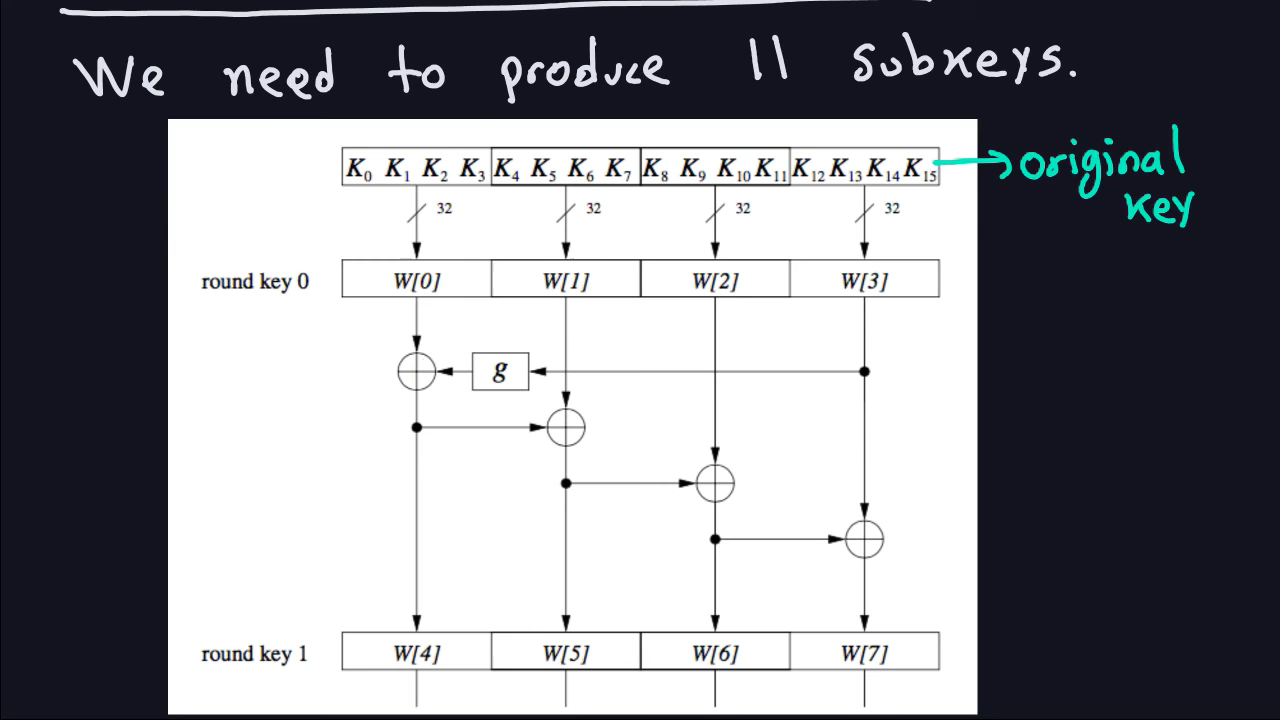 We need to produce 11 subkeys.
K₀ K₁ K₂ K₃ K₄ K₅ K₆ K₇ K₈ K₉ K₁₀ K₁₁ K₁₂ K₁₃ K₁₄ K₁₅
original
key
32 32 32 32
round key 0 W[0] W[1] W[2] W[3]
g
round key 1 W[4] W[5] W[6] W[7]